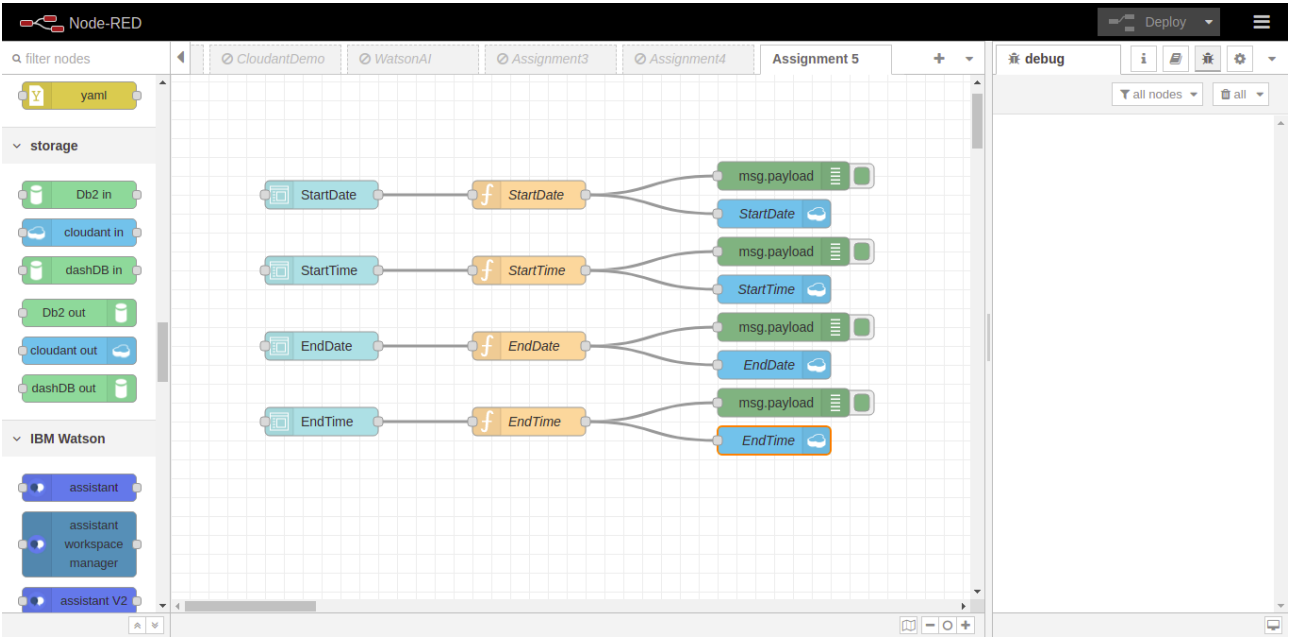 Node-RED
Deploy
filter nodes
CloudantDemo
WatsonAI
Assignment3
Assignment4
Assignment 5
debug
i
all nodes
all
yaml
storage
Db2 in
cloudant in
dashDB in
Db2 out
cloudant out
dashDB out
IBM Watson
assistant
assistant
workspace
manager
assistant V2
StartDate
StartDate
msg.payload
StartDate
StartTime
StartTime
msg.payload
StartTime
EndDate
EndDate
msg.payload
EndDate
EndTime
EndTime
msg.payload
EndTime